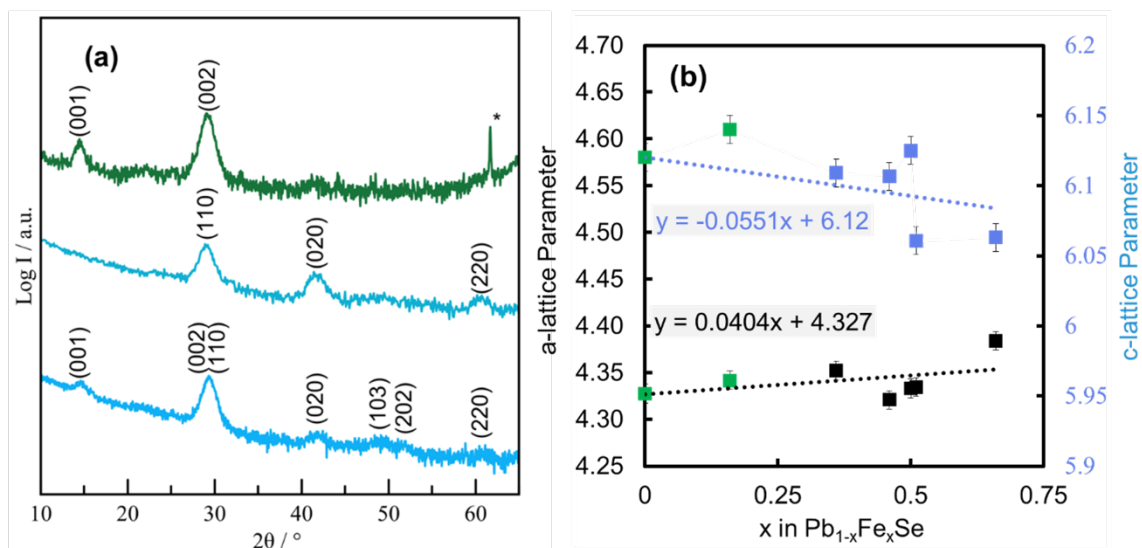 (a)
(001)
(002)
*
(110)
(020)
(220)
(001)
(002)
(110)
(020)
(103)
(202)
(220)
Log I / a.u.
10 20 30 40 50 60
2θ / °
(b)
4.70
4.65
4.60
4.55
4.50
4.45
4.40
4.35
4.30
4.25
a-lattice Parameter
y = -0.0551x + 6.12
y = 0.0404x + 4.327
6.2
6.15
6.1
6.05
6
5.95
5.9
c-lattice Parameter
0 0.25 0.5 0.75
x in Pb₁₋ₓFeₓSe